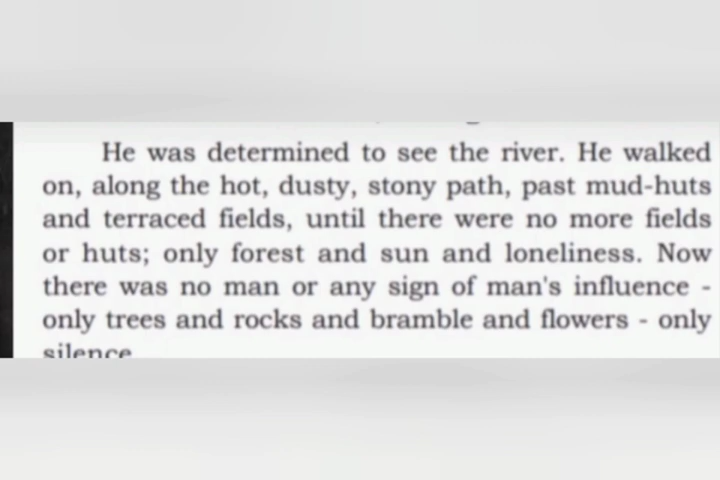 He was determined to see the river. He walked
on, along the hot, dusty, stony path, past mud-huts
and terraced fields, until there were no more fields
or huts; only forest and sun and loneliness. Now
there was no man or any sign of man's influence -
only trees and rocks and bramble and flowers - only
silence